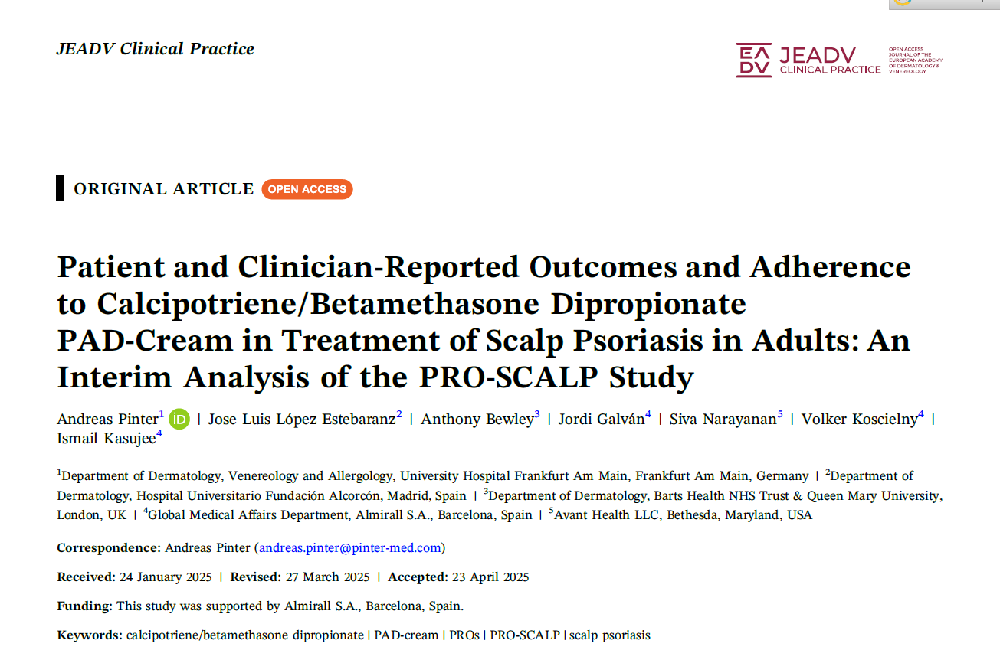 JEADV Clinical Practice
EADV
JEADV
CLINICAL PRACTICE
OPEN ACCESS
JOURNAL OF THE
EUROPEAN ACADEMY
OF DERMATOLOGY &
VENEREOLOGY
ORIGINAL ARTICLE OPEN ACCESS
Patient and Clinician-Reported Outcomes and Adherence
to Calcipotriene/Betamethasone Dipropionate
PAD-Cream in Treatment of Scalp Psoriasis in Adults: An
Interim Analysis of the PRO-SCALP Study
Andreas Pinter¹ iD | Jose Luis López Estebaranz² | Anthony Bewley³ | Jordi Galván⁴ | Siva Narayanan⁵ | Volker Koscielny⁴ |
Ismail Kasujee⁴
¹Department of Dermatology, Venereology and Allergology, University Hospital Frankfurt Am Main, Frankfurt Am Main, Germany | ²Department of
Dermatology, Hospital Universitario Fundación Alcorcón, Madrid, Spain | ³Department of Dermatology, Barts Health NHS Trust & Queen Mary University,
London, UK | ⁴Global Medical Affairs Department, Almirall S.A., Barcelona, Spain | ⁵Avant Health LLC, Bethesda, Maryland, USA
Correspondence: Andreas Pinter (andreas.pinter@pinter-med.com)
Received: 24 January 2025 | Revised: 27 March 2025 | Accepted: 23 April 2025
Funding: This study was supported by Almirall S.A., Barcelona, Spain.
Keywords: calcipotriene/betamethasone dipropionate | PAD-cream | PROs | PRO-SCALP | scalp psoriasis